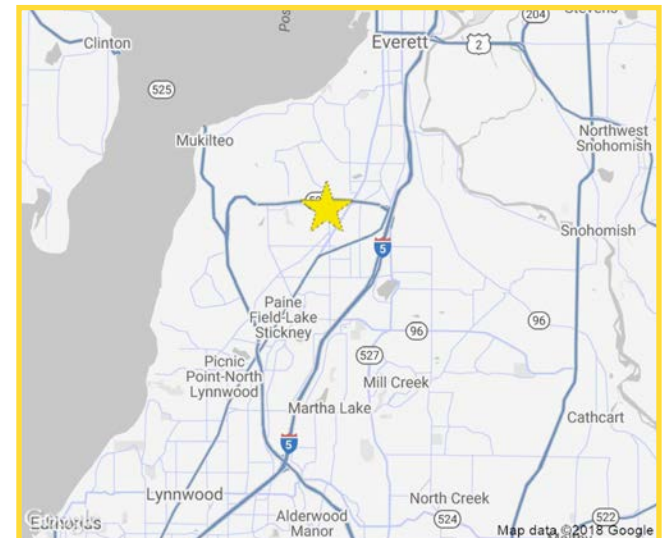 204
Stevens
Clinton
Everett
2
525
Mukilteo
Northwest
Snohomish
Snohomish
5
Paine
Field-Lake
Stickney
96
96
527
Picnic
Point-North
Lynnwood
Mill Creek
Martha Lake
Cathcart
5
Lynnwood
North Creek
Edmonds
Alderwood
Manor
524
522
Map data ©2018 Google
Google